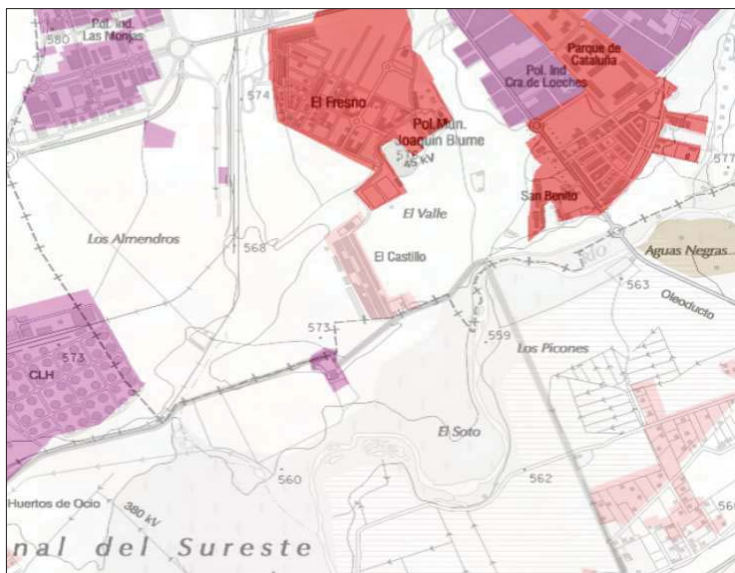 Pol. Ind
Las Monjas
580
Parque de
Cataluña
Pol. Ind
Cra. de Loeches
574
El Fresno
Pol. Mun.
Joaquin Blume
45 kV
577
San Benito
El Valle
Los Almendros
568
El Castillo
RÍO
Aguas Negras
563
Oleoducto
573
559
Los Picones
573
CLH
El Soto
560
562
Huertos de Ocio
380 kV
nal del Sureste